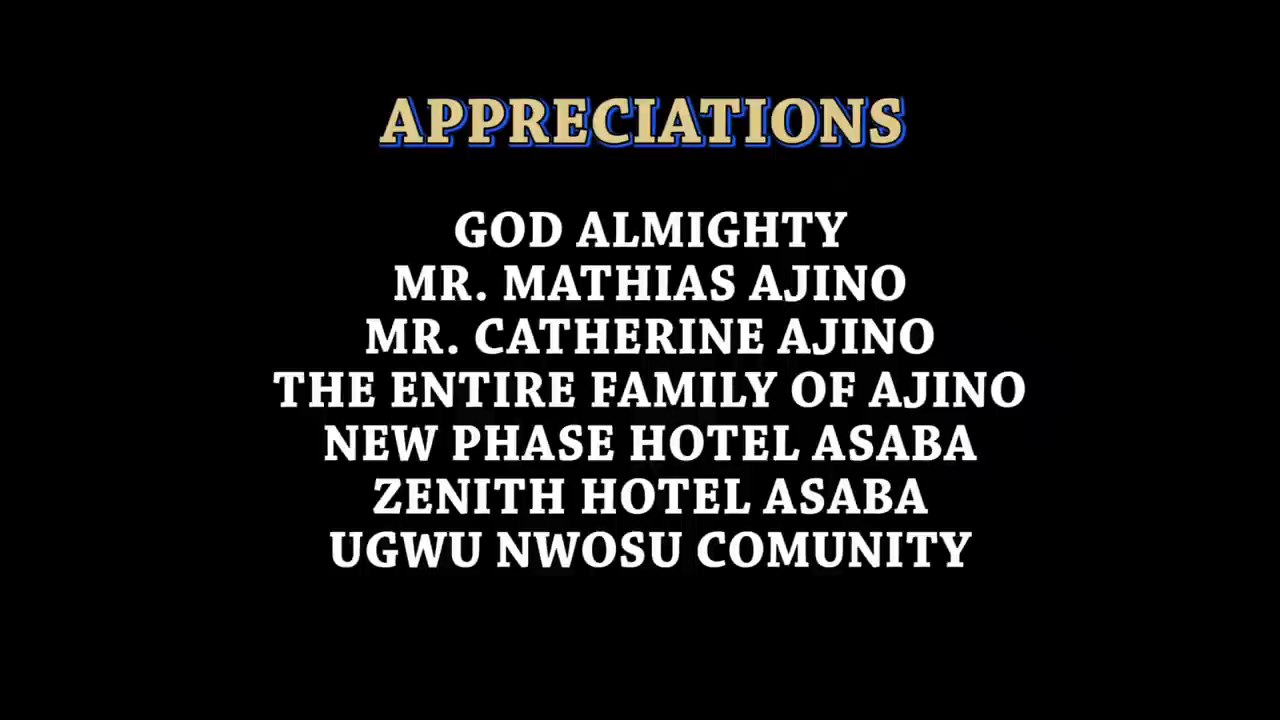 APPRECIATIONS
GOD ALMIGHTY
MR. MATHIAS AJINO
MR. CATHERINE AJINO
THE ENTIRE FAMILY OF AJINO
NEW PHASE HOTEL ASABA
ZENITH HOTEL ASABA
UGWU NWOSU COMUNITY